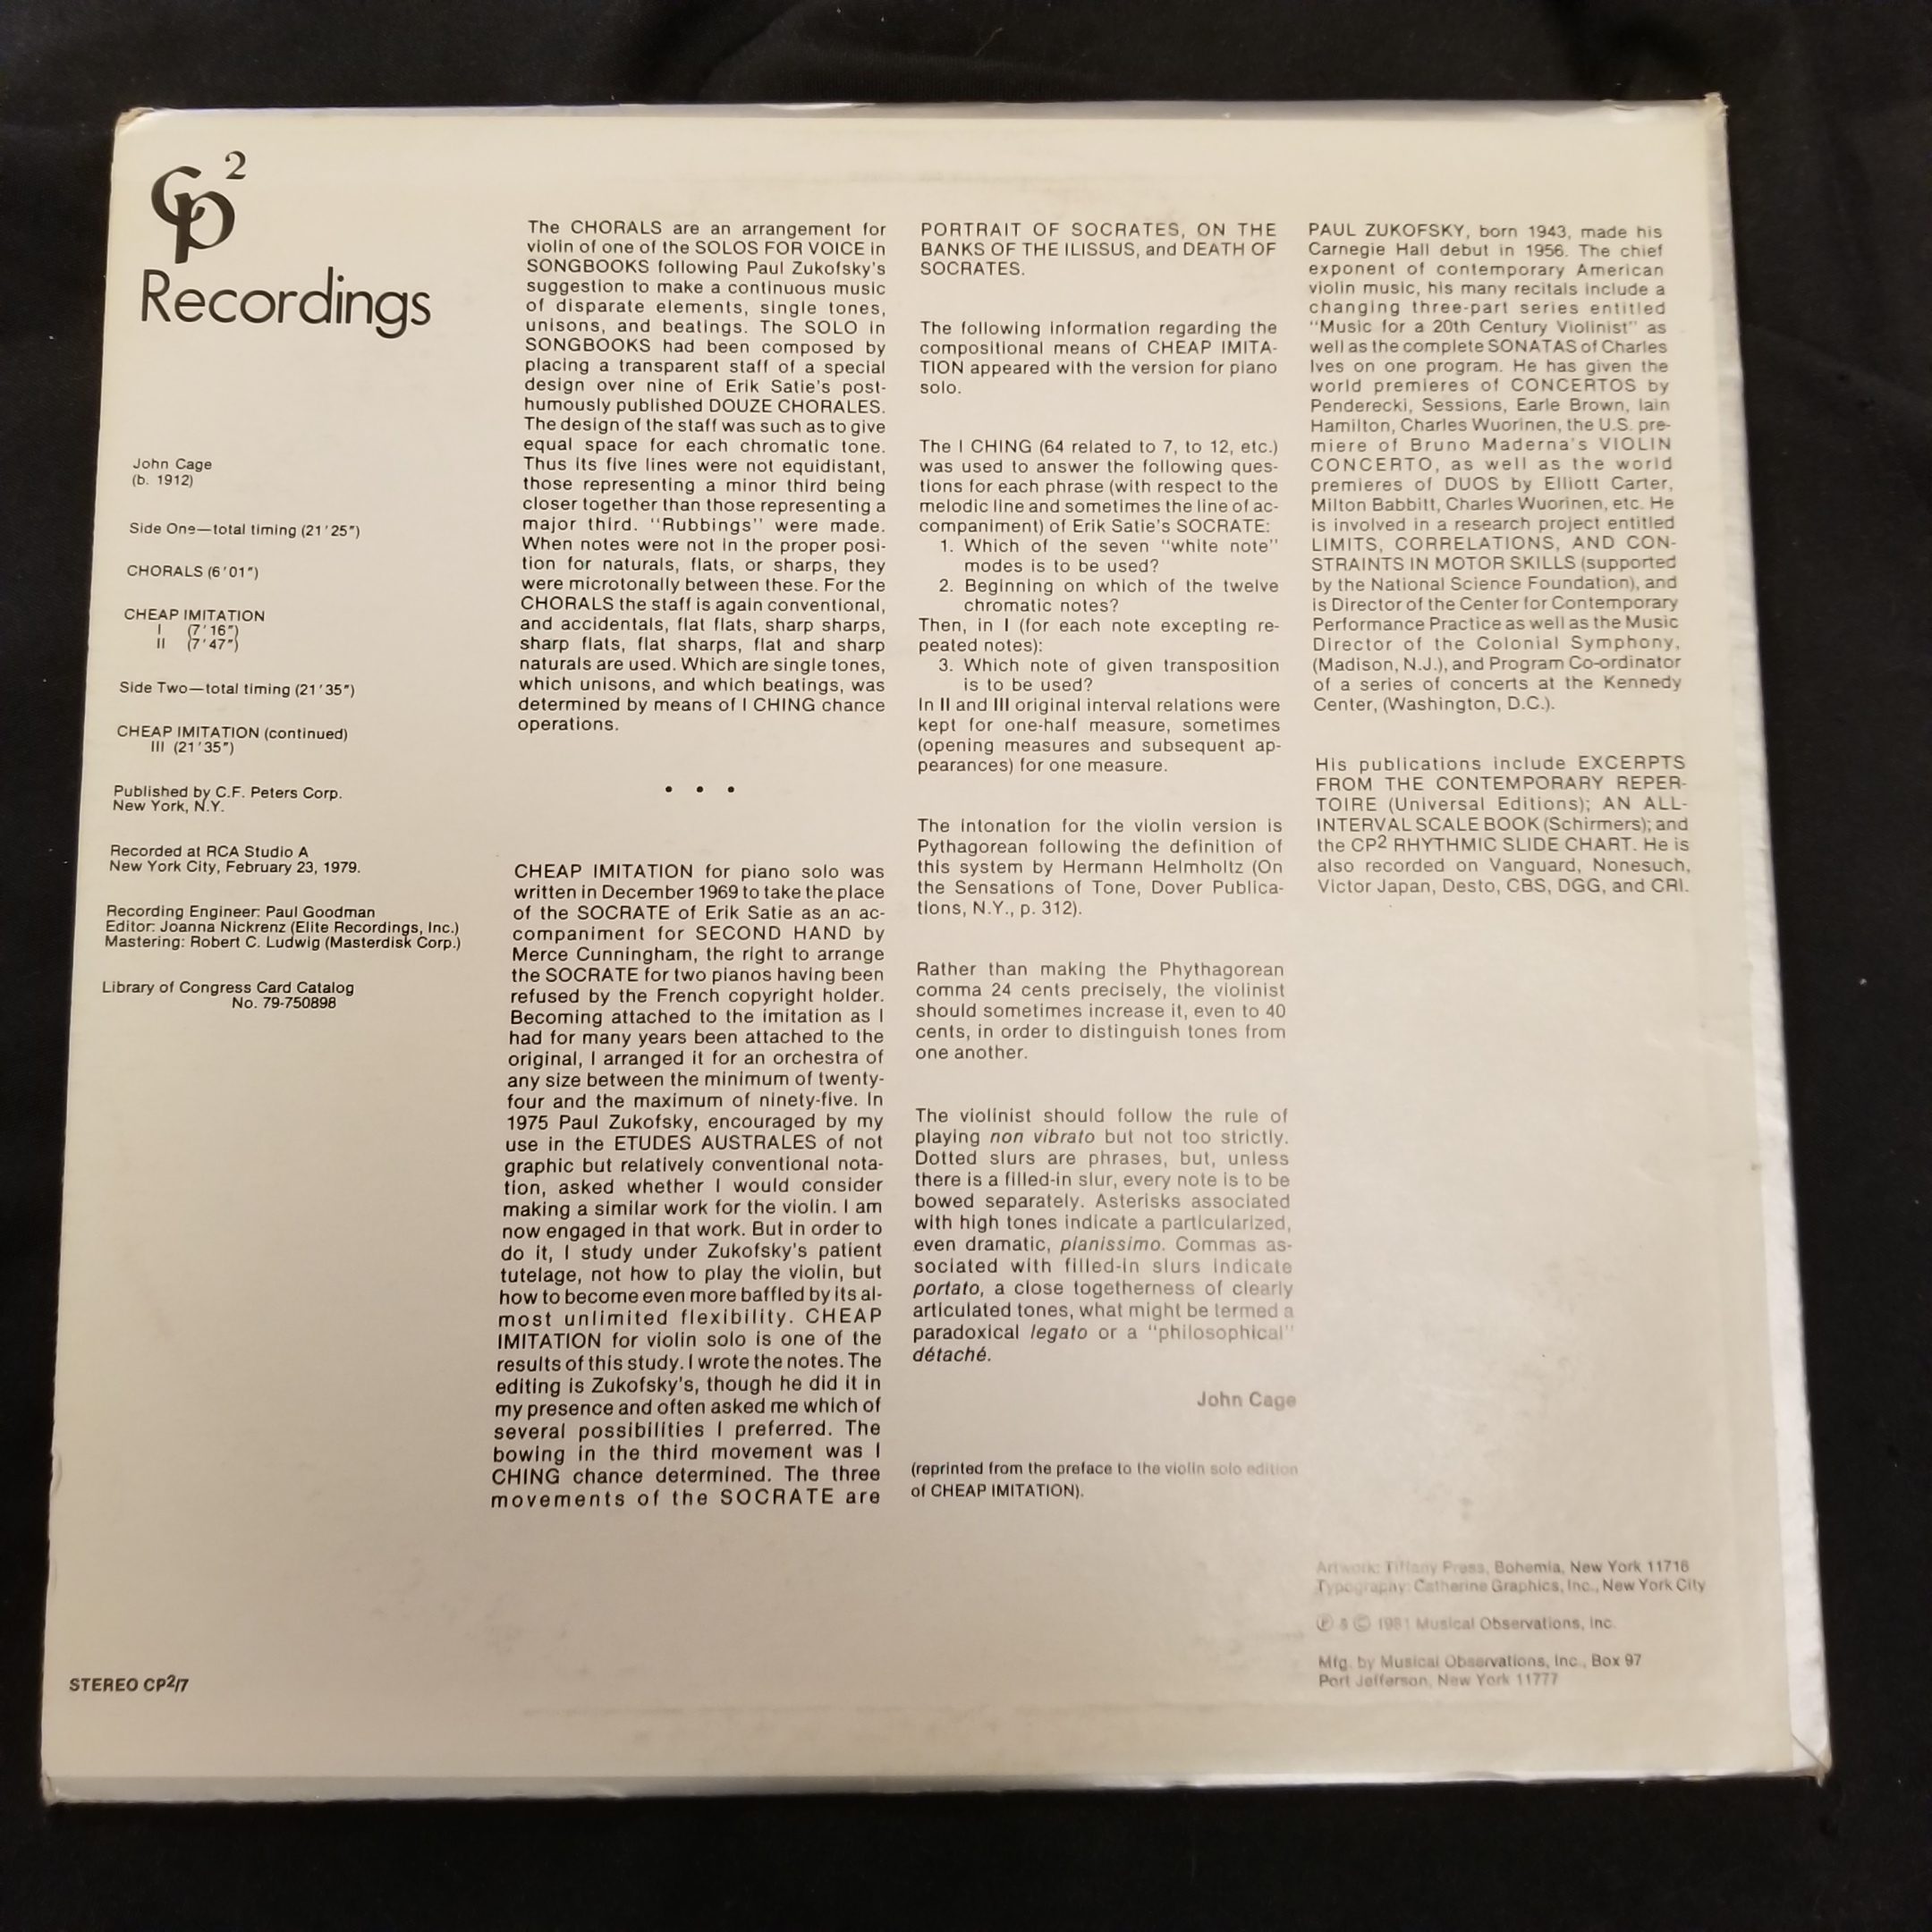 cp2
Recordings
John Cage
(b. 1912)
Side One—total timing (21'25")
CHORALS (6'01")
CHEAP IMITATION
I (7'16")
II (7'47")
Side Two—total timing (21'35")
CHEAP IMITATION (continued)
III (21'35")
Published by C.F. Peters Corp.
New York, N.Y.
Recorded at RCA Studio A
New York City, February 23, 1979.
Recording Engineer: Paul Goodman
Editor: Joanna Nickrenz (Elite Recordings, Inc.)
Mastering: Robert C. Ludwig (Masterdisk Corp.)
Library of Congress Card Catalog
No. 79-750898
STEREO CP2/7
The CHORALS are an arrangement for
violin of one of the SOLOS FOR VOICE in
SONGBOOKS following Paul Zukofsky's
suggestion to make a continuous music
of disparate elements, single tones,
unisons, and beatings. The SOLO in
SONGBOOKS had been composed by
placing a transparent staff of a special
design over nine of Erik Satie's post-
humously published DOUZE CHORALES.
The design of the staff was such as to give
equal space for each chromatic tone.
Thus its five lines were not equidistant,
those representing a minor third being
closer together than those representing a
major third. "Rubbings" were made.
When notes were not in the proper posi-
tion for naturals, flats, or sharps, they
were microtonally between these. For the
CHORALS the staff is again conventional,
and accidentals, flat flats, sharp sharps,
sharp flats, flat sharps, flat and sharp
naturals are used. Which are single tones,
which unisons, and which beatings, was
determined by means of I CHING chance
operations.
• • •
CHEAP IMITATION for piano solo was
written in December 1969 to take the place
of the SOCRATE of Erik Satie as an ac-
companiment for SECOND HAND by
Merce Cunningham, the right to arrange
the SOCRATE for two pianos having been
refused by the French copyright holder.
Becoming attached to the imitation as I
had for many years been attached to the
original, I arranged it for an orchestra of
any size between the minimum of twenty-
four and the maximum of ninety-five. In
1975 Paul Zukofsky, encouraged by my
use in the ETUDES AUSTRALES of not
graphic but relatively conventional nota-
tion, asked whether I would consider
making a similar work for the violin. I am
now engaged in that work. But in order to
do it, I study under Zukofsky's patient
tutelage, not how to play the violin, but
how to become even more baffled by its al-
most unlimited flexibility. CHEAP
IMITATION for violin solo is one of the
results of this study. I wrote the notes. The
editing is Zukofsky's, though he did it in
my presence and often asked me which of
several possibilities I preferred. The
bowing in the third movement was I
CHING chance determined. The three
movements of the SOCRATE are
PORTRAIT OF SOCRATES, ON THE
BANKS OF THE ILISSUS, and DEATH OF
SOCRATES.
The following information regarding the
compositional means of CHEAP IMITA-
TION appeared with the version for piano
solo.
The I CHING (64 related to 7, to 12, etc.)
was used to answer the following ques-
tions for each phrase (with respect to the
melodic line and sometimes the line of ac-
companiment) of Erik Satie's SOCRATE:
1. Which of the seven "white note"
modes is to be used?
2. Beginning on which of the twelve
chromatic notes?
Then, in I (for each note excepting re-
peated notes):
3. Which note of given transposition
is to be used?
In II and III original interval relations were
kept for one-half measure, sometimes
(opening measures and subsequent ap-
pearances) for one measure.
The intonation for the violin version is
Pythagorean following the definition of
this system by Hermann Helmholtz (On
the Sensations of Tone, Dover Publica-
tions, N.Y., p. 312).
Rather than making the Phythagorean
comma 24 cents precisely, the violinist
should sometimes increase it, even to 40
cents, in order to distinguish tones from
one another.
The violinist should follow the rule of
playing non vibrato but not too strictly.
Dotted slurs are phrases, but, unless
there is a filled-in slur, every note is to be
bowed separately. Asterisks associated
with high tones indicate a particularized,
even dramatic, pianissimo. Commas as-
sociated with filled-in slurs indicate
portato, a close togetherness of clearly
articulated tones, what might be termed a
paradoxical legato or a "philosophical"
détaché.
John Cage
(reprinted from the preface to the violin solo edition
of CHEAP IMITATION).
PAUL ZUKOFSKY, born 1943, made his
Carnegie Hall debut in 1956. The chief
exponent of contemporary American
violin music, his many recitals include a
changing three-part series entitled
"Music for a 20th Century Violinist" as
well as the complete SONATAS of Charles
Ives on one program. He has given the
world premieres of CONCERTOS by
Penderecki, Sessions, Earle Brown, Iain
Hamilton, Charles Wuorinen, the U.S. pre-
miere of Bruno Maderna's VIOLIN
CONCERTO, as well as the world
premieres of DUOS by Elliott Carter,
Milton Babbitt, Charles Wuorinen, etc. He
is involved in a research project entitled
LIMITS, CORRELATIONS, AND CON-
STRAINTS IN MOTOR SKILLS (supported
by the National Science Foundation), and
is Director of the Center for Contemporary
Performance Practice as well as the Music
Director of the Colonial Symphony,
(Madison, N.J.), and Program Co-ordinator
of a series of concerts at the Kennedy
Center, (Washington, D.C.).
His publications include EXCERPTS
FROM THE CONTEMPORARY REPER-
TOIRE (Universal Editions); AN ALL-
INTERVAL SCALE BOOK (Schirmers); and
the CP2 RHYTHMIC SLIDE CHART. He is
also recorded on Vanguard, Nonesuch,
Victor Japan, Desto, CBS, DGG, and CRI.
Artwork: Tiffany Press, Bohemia, New York 11716
Typography: Catherine Graphics, Inc., New York City
℗ & © 1981 Musical Observations, Inc.
Mfg. by Musical Observations, Inc., Box 97
Port Jefferson, New York 11777